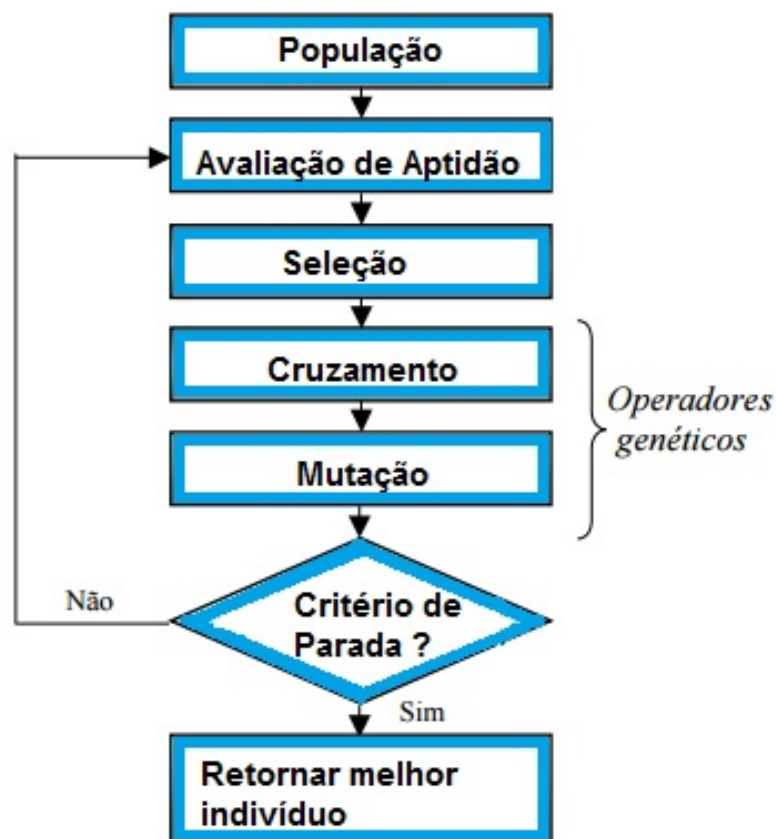 População
Avaliação de Aptidão
Seleção
Cruzamento
Operadores
genéticos
Mutação
Não
Critério de
Parada ?
Sim
Retornar melhor
indivíduo